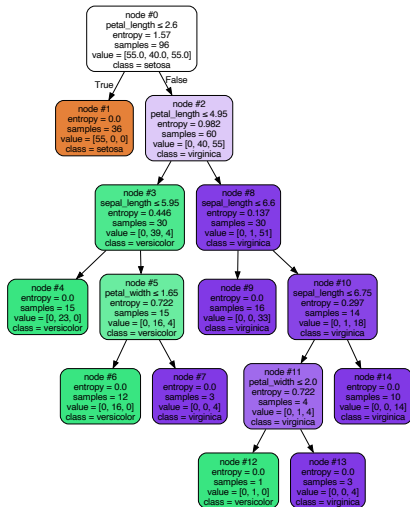 node #0
petal_length ≤ 2.6
entropy = 1.57
samples = 96
value = [55.0, 40.0, 55.0]
class = setosa
True
False
node #1
entropy = 0.0
samples = 36
value = [55, 0, 0]
class = setosa
node #2
petal_length ≤ 4.95
entropy = 0.982
samples = 60
value = [0, 40, 55]
class = virginica
node #3
sepal_length ≤ 5.95
entropy = 0.446
samples = 30
value = [0, 39, 4]
class = versicolor
node #8
sepal_length ≤ 6.6
entropy = 0.137
samples = 30
value = [0, 1, 51]
class = virginica
node #4
entropy = 0.0
samples = 15
value = [0, 23, 0]
class = versicolor
node #5
petal_width ≤ 1.65
entropy = 0.722
samples = 15
value = [0, 16, 4]
class = versicolor
node #9
entropy = 0.0
samples = 16
value = [0, 0, 33]
class = virginica
node #10
sepal_length ≤ 6.75
entropy = 0.297
samples = 14
value = [0, 1, 18]
class = virginica
node #6
entropy = 0.0
samples = 12
value = [0, 16, 0]
class = versicolor
node #7
entropy = 0.0
samples = 3
value = [0, 0, 4]
class = virginica
node #11
petal_width ≤ 2.0
entropy = 0.722
samples = 4
value = [0, 1, 4]
class = virginica
node #14
entropy = 0.0
samples = 10
value = [0, 0, 14]
class = virginica
node #12
entropy = 0.0
samples = 1
value = [0, 1, 0]
class = versicolor
node #13
entropy = 0.0
samples = 3
value = [0, 0, 4]
class = virginica